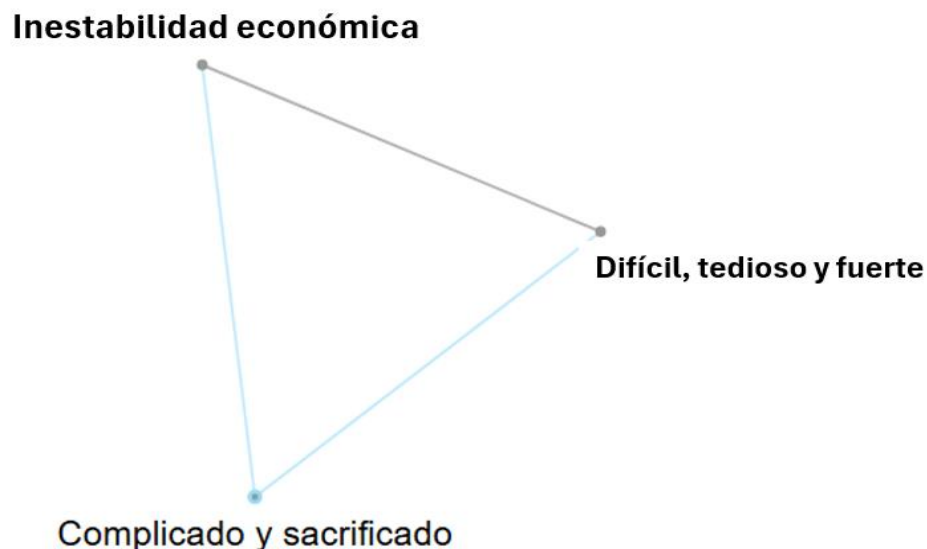 Inestabilidad económica
Difícil, tedioso y fuerte
Complicado y sacrificado